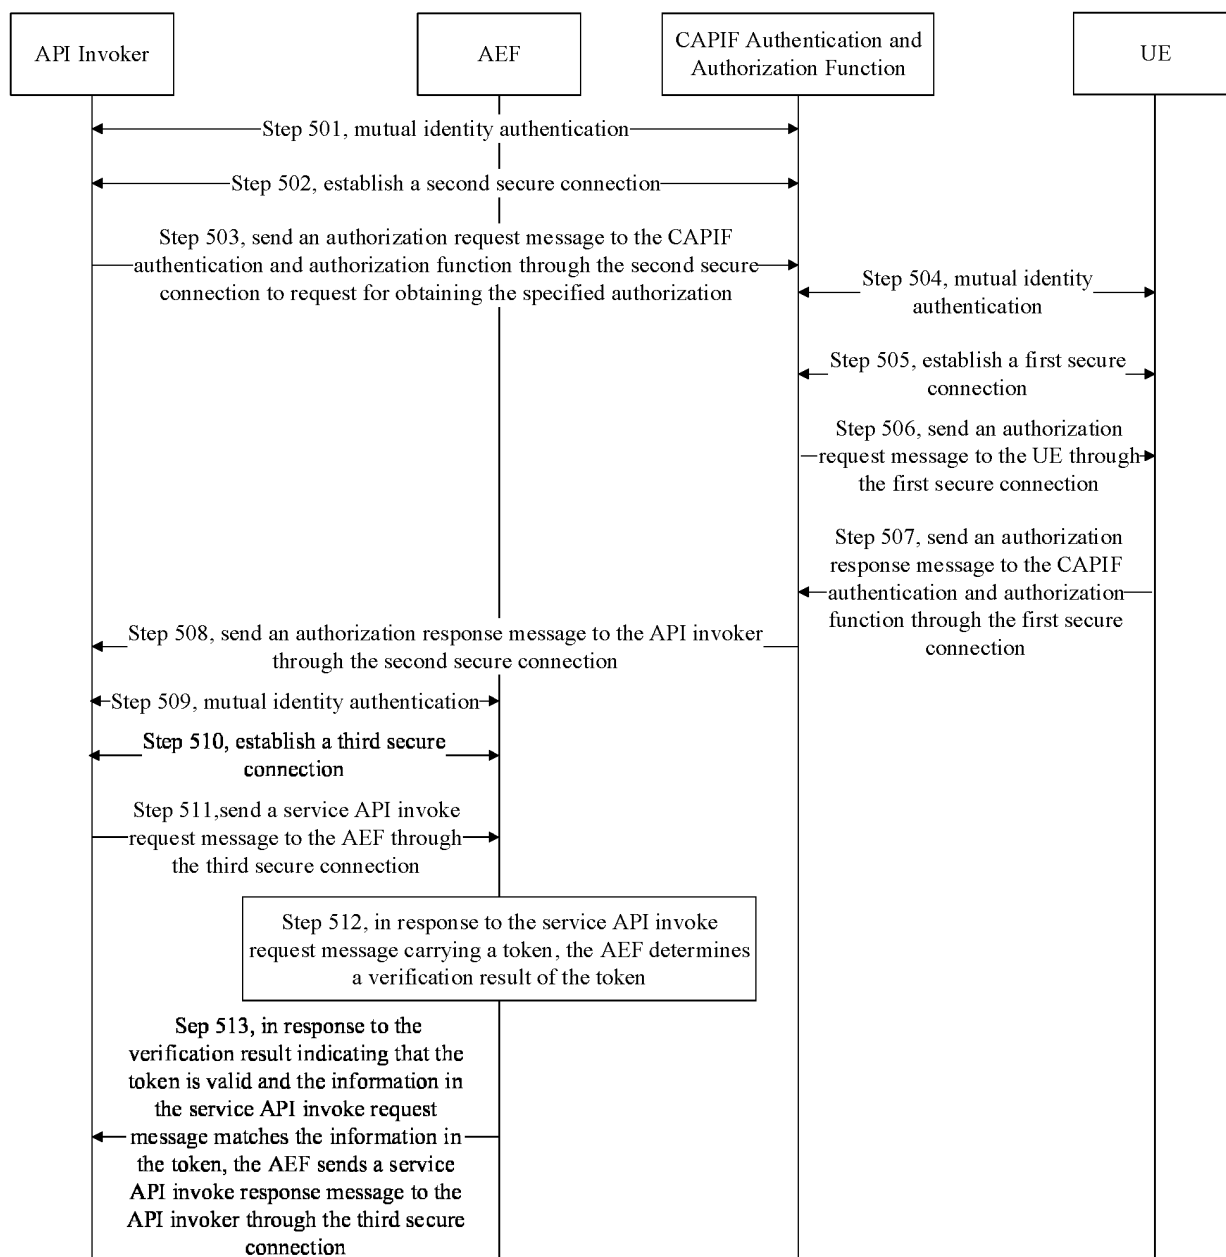 API Invoker
AEF
CAPIF Authentication and
Authorization Function
UE
Step 501, mutual identity authentication
Step 502, establish a second secure connection
Step 503, send an authorization request message to the CAPIF
authentication and authorization function through the second secure
connection to request for obtaining the specified authorization
Step 504, mutual identity
authentication
Step 505, establish a first secure
connection
Step 506, send an authorization
request message to the UE through
the first secure connection
Step 507, send an authorization
response message to the CAPIF
authentication and authorization
function through the first secure
connection
Step 508, send an authorization response message to the API invoker
through the second secure connection
Step 509, mutual identity authentication
Step 510, establish a third secure
connection
Step 511,send a service API invoke
request message to the AEF through
the third secure connection
Step 512, in response to the service API invoke
request message carrying a token, the AEF determines
a verification result of the token
Sep 513, in response to the
verification result indicating that the
token is valid and the information in
the service API invoke request
message matches the information in
the token, the AEF sends a service
API invoke response message to the
API invoker through the third secure
connection